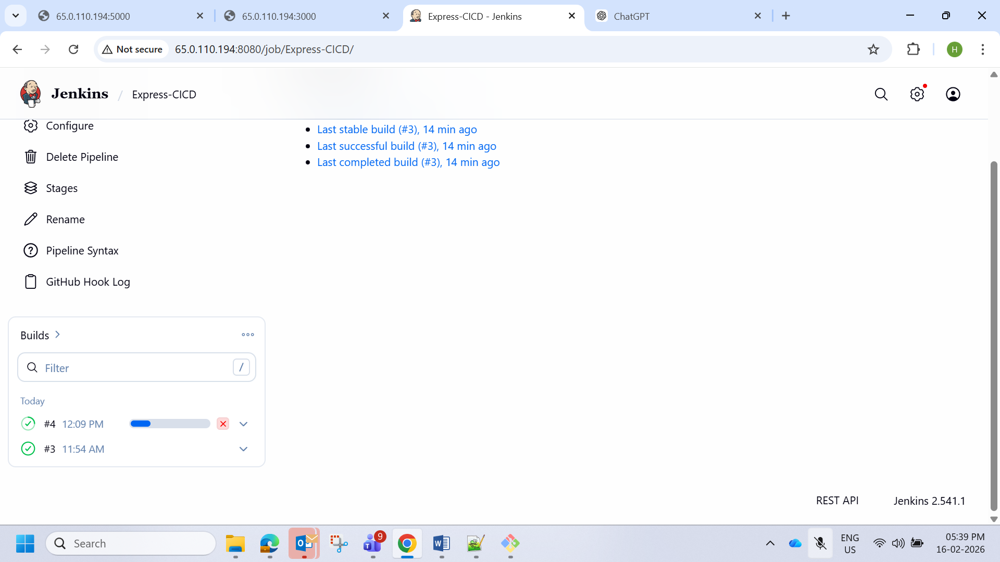 65.0.110.194:5000
65.0.110.194:3000
Express-CICD - Jenkins
ChatGPT
Not secure
65.0.110.194:8080/job/Express-CICD/
H
Jenkins / Express-CICD
Configure
Delete Pipeline
Stages
Rename
Pipeline Syntax
GitHub Hook Log
Last stable build (#3), 14 min ago
Last successful build (#3), 14 min ago
Last completed build (#3), 14 min ago
Builds
Filter /
Today
#4 12:09 PM
#3 11:54 AM
REST API
Jenkins 2.541.1
Search
9
ENG
US
05:39 PM
16-02-2026